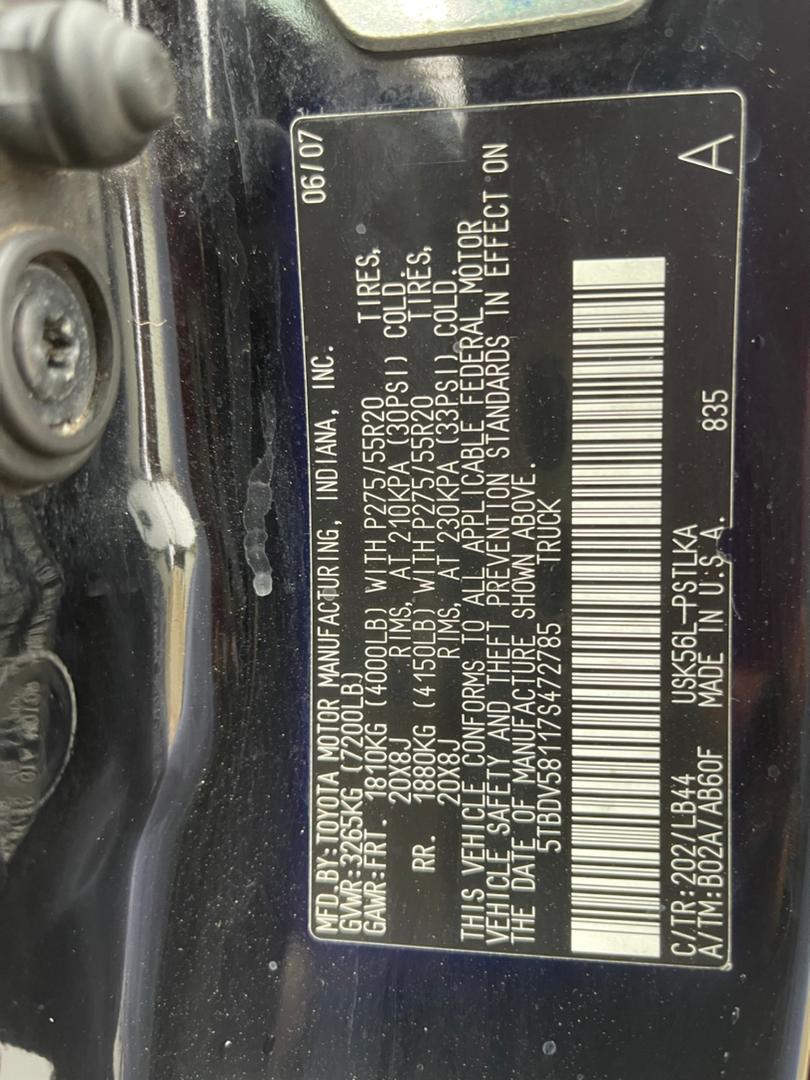 MFD.BY:TOYOTA MOTOR MANUFACTURING, INDIANA, INC. 06/07
GVWR:3265KG (7200LB)
GAWR:FRT. 1810KG (4000LB) WITH P275/55R20 TIRES,
20X8J RIMS, AT 210KPA (30PSI) COLD.
RR. 1880KG (4150LB) WITH P275/55R20 TIRES,
20X8J RIMS, AT 230KPA (33PSI) COLD.
THIS VEHICLE CONFORMS TO ALL APPLICABLE FEDERAL MOTOR
VEHICLE SAFETY AND THEFT PREVENTION STANDARDS IN EFFECT ON
THE DATE OF MANUFACTURE SHOWN ABOVE.
5TBDV58117S472785 TRUCK
C/TR:202/LB44 USK56L-PSTLKA
A/TM:B02A/AB60F MADE IN U.S.A. 835 A